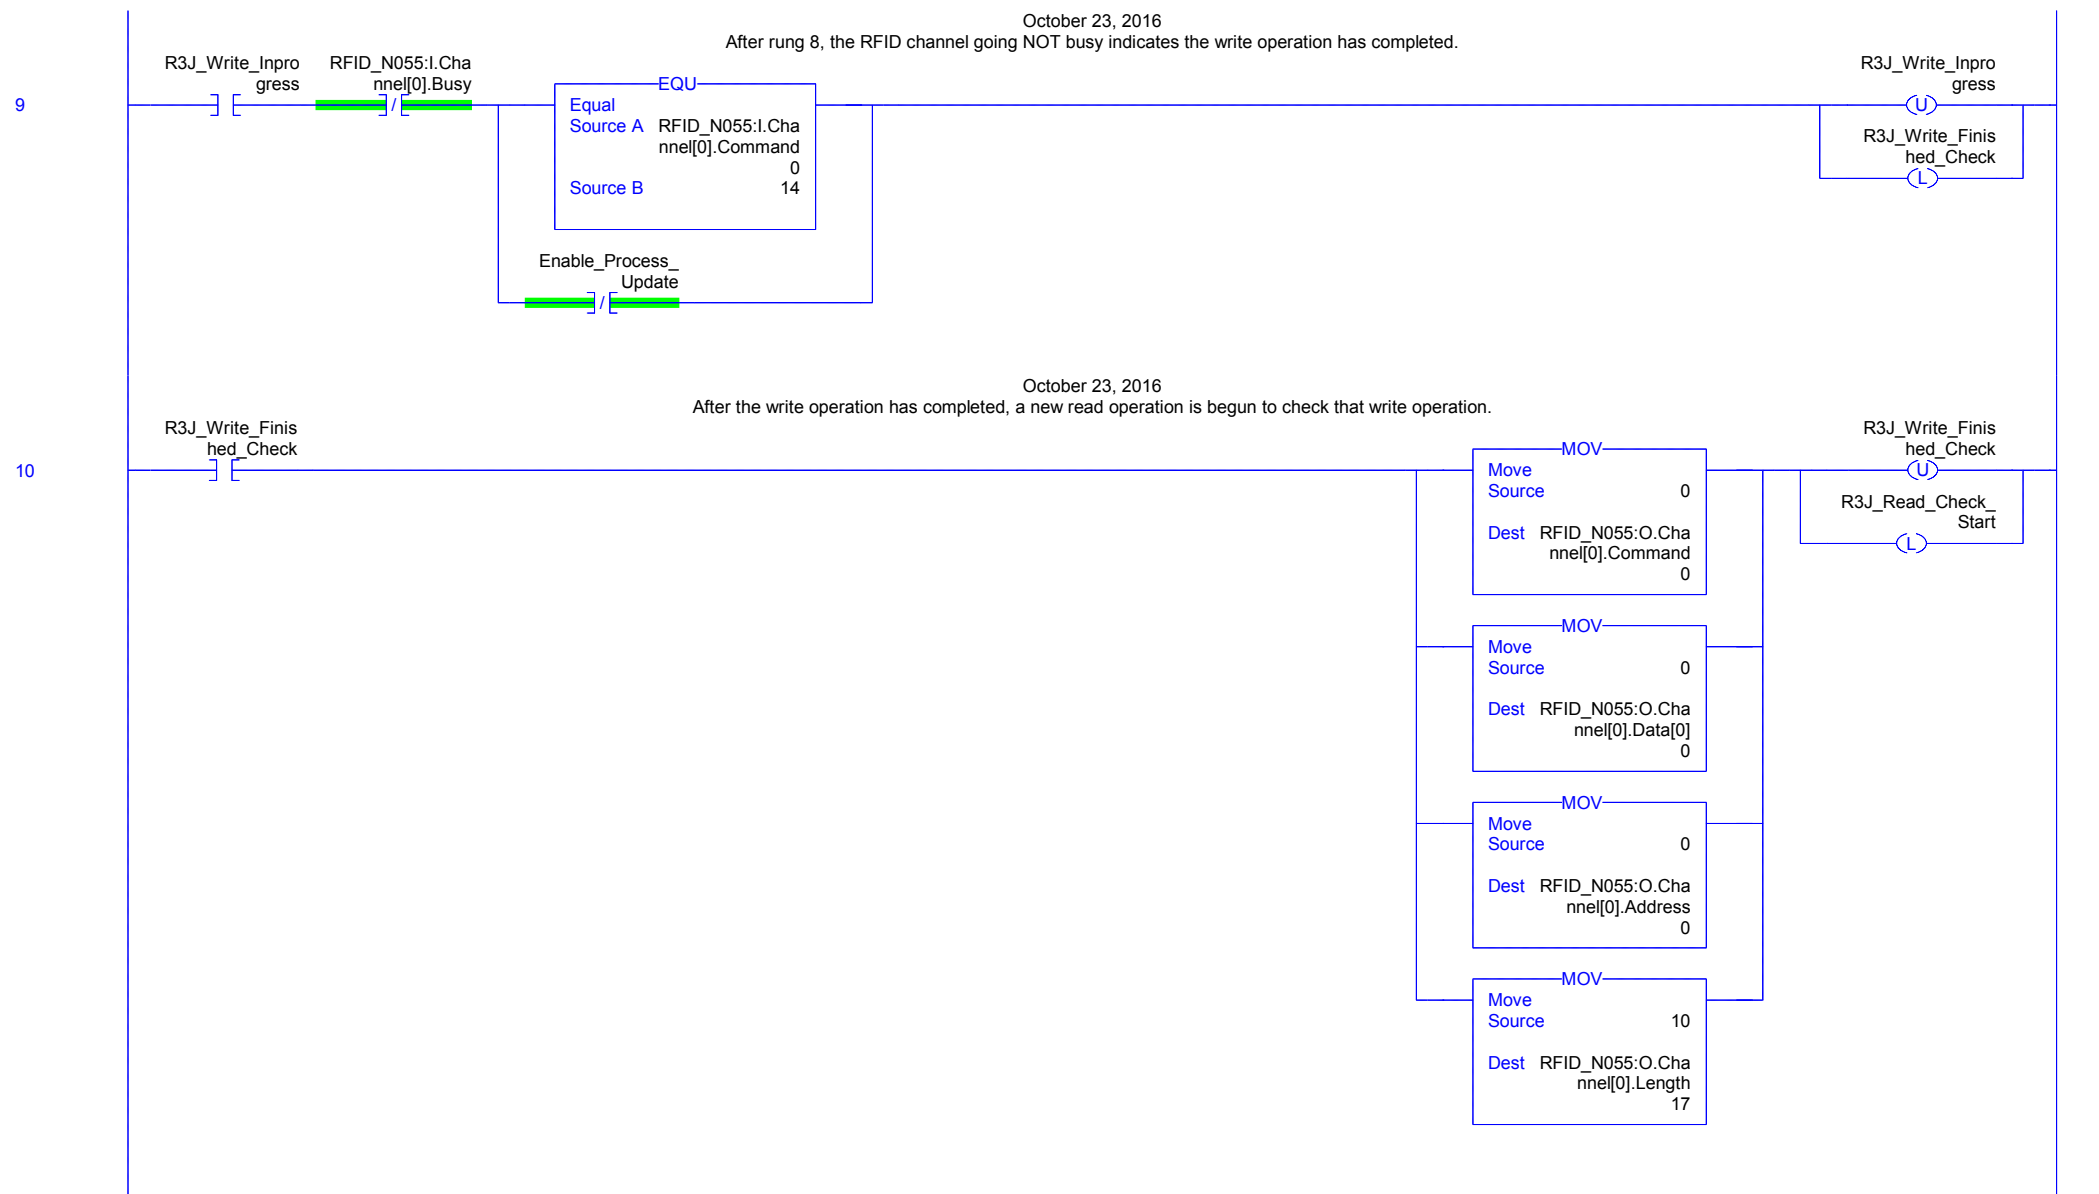 October 23, 2016
After rung 8, the RFID channel going NOT busy indicates the write operation has completed.
R3J_Write_Inpro
gress
RFID_N055:I.Cha
nnel[0].Busy
9
/
EQU
Equal
Source A RFID_N055:I.Cha
nnel[0].Command
0
Source B 14
Enable_Process_
Update
/
R3J_Write_Inpro
gress
U
R3J_Write_Finis
hed_Check
L
October 23, 2016
After the write operation has completed, a new read operation is begun to check that write operation.
R3J_Write_Finis
hed_Check
10
MOV
Move
Source 0
Dest RFID_N055:O.Cha
nnel[0].Command
0
MOV
Move
Source 0
Dest RFID_N055:O.Cha
nnel[0].Data[0]
0
MOV
Move
Source 0
Dest RFID_N055:O.Cha
nnel[0].Address
0
MOV
Move
Source 10
Dest RFID_N055:O.Cha
nnel[0].Length
17
R3J_Write_Finis
hed_Check
U
R3J_Read_Check_
Start
L